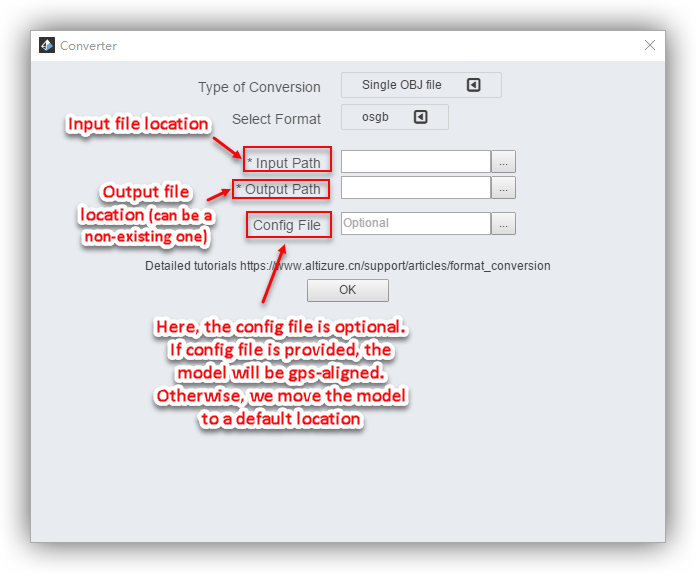 Converter
Type of Conversion
Single OBJ file
Select Format
osgb
Input file location
* Input Path
...
Output file
location (can be a
non-existing one)
* Output Path
...
Config File
Optional
...
Detailed tutorials https://www.altizure.cn/support/articles/format_conversion
OK
Here, the config file is optional.
If config file is provided, the
model will be gps-aligned.
Otherwise, we move the model
to a default location